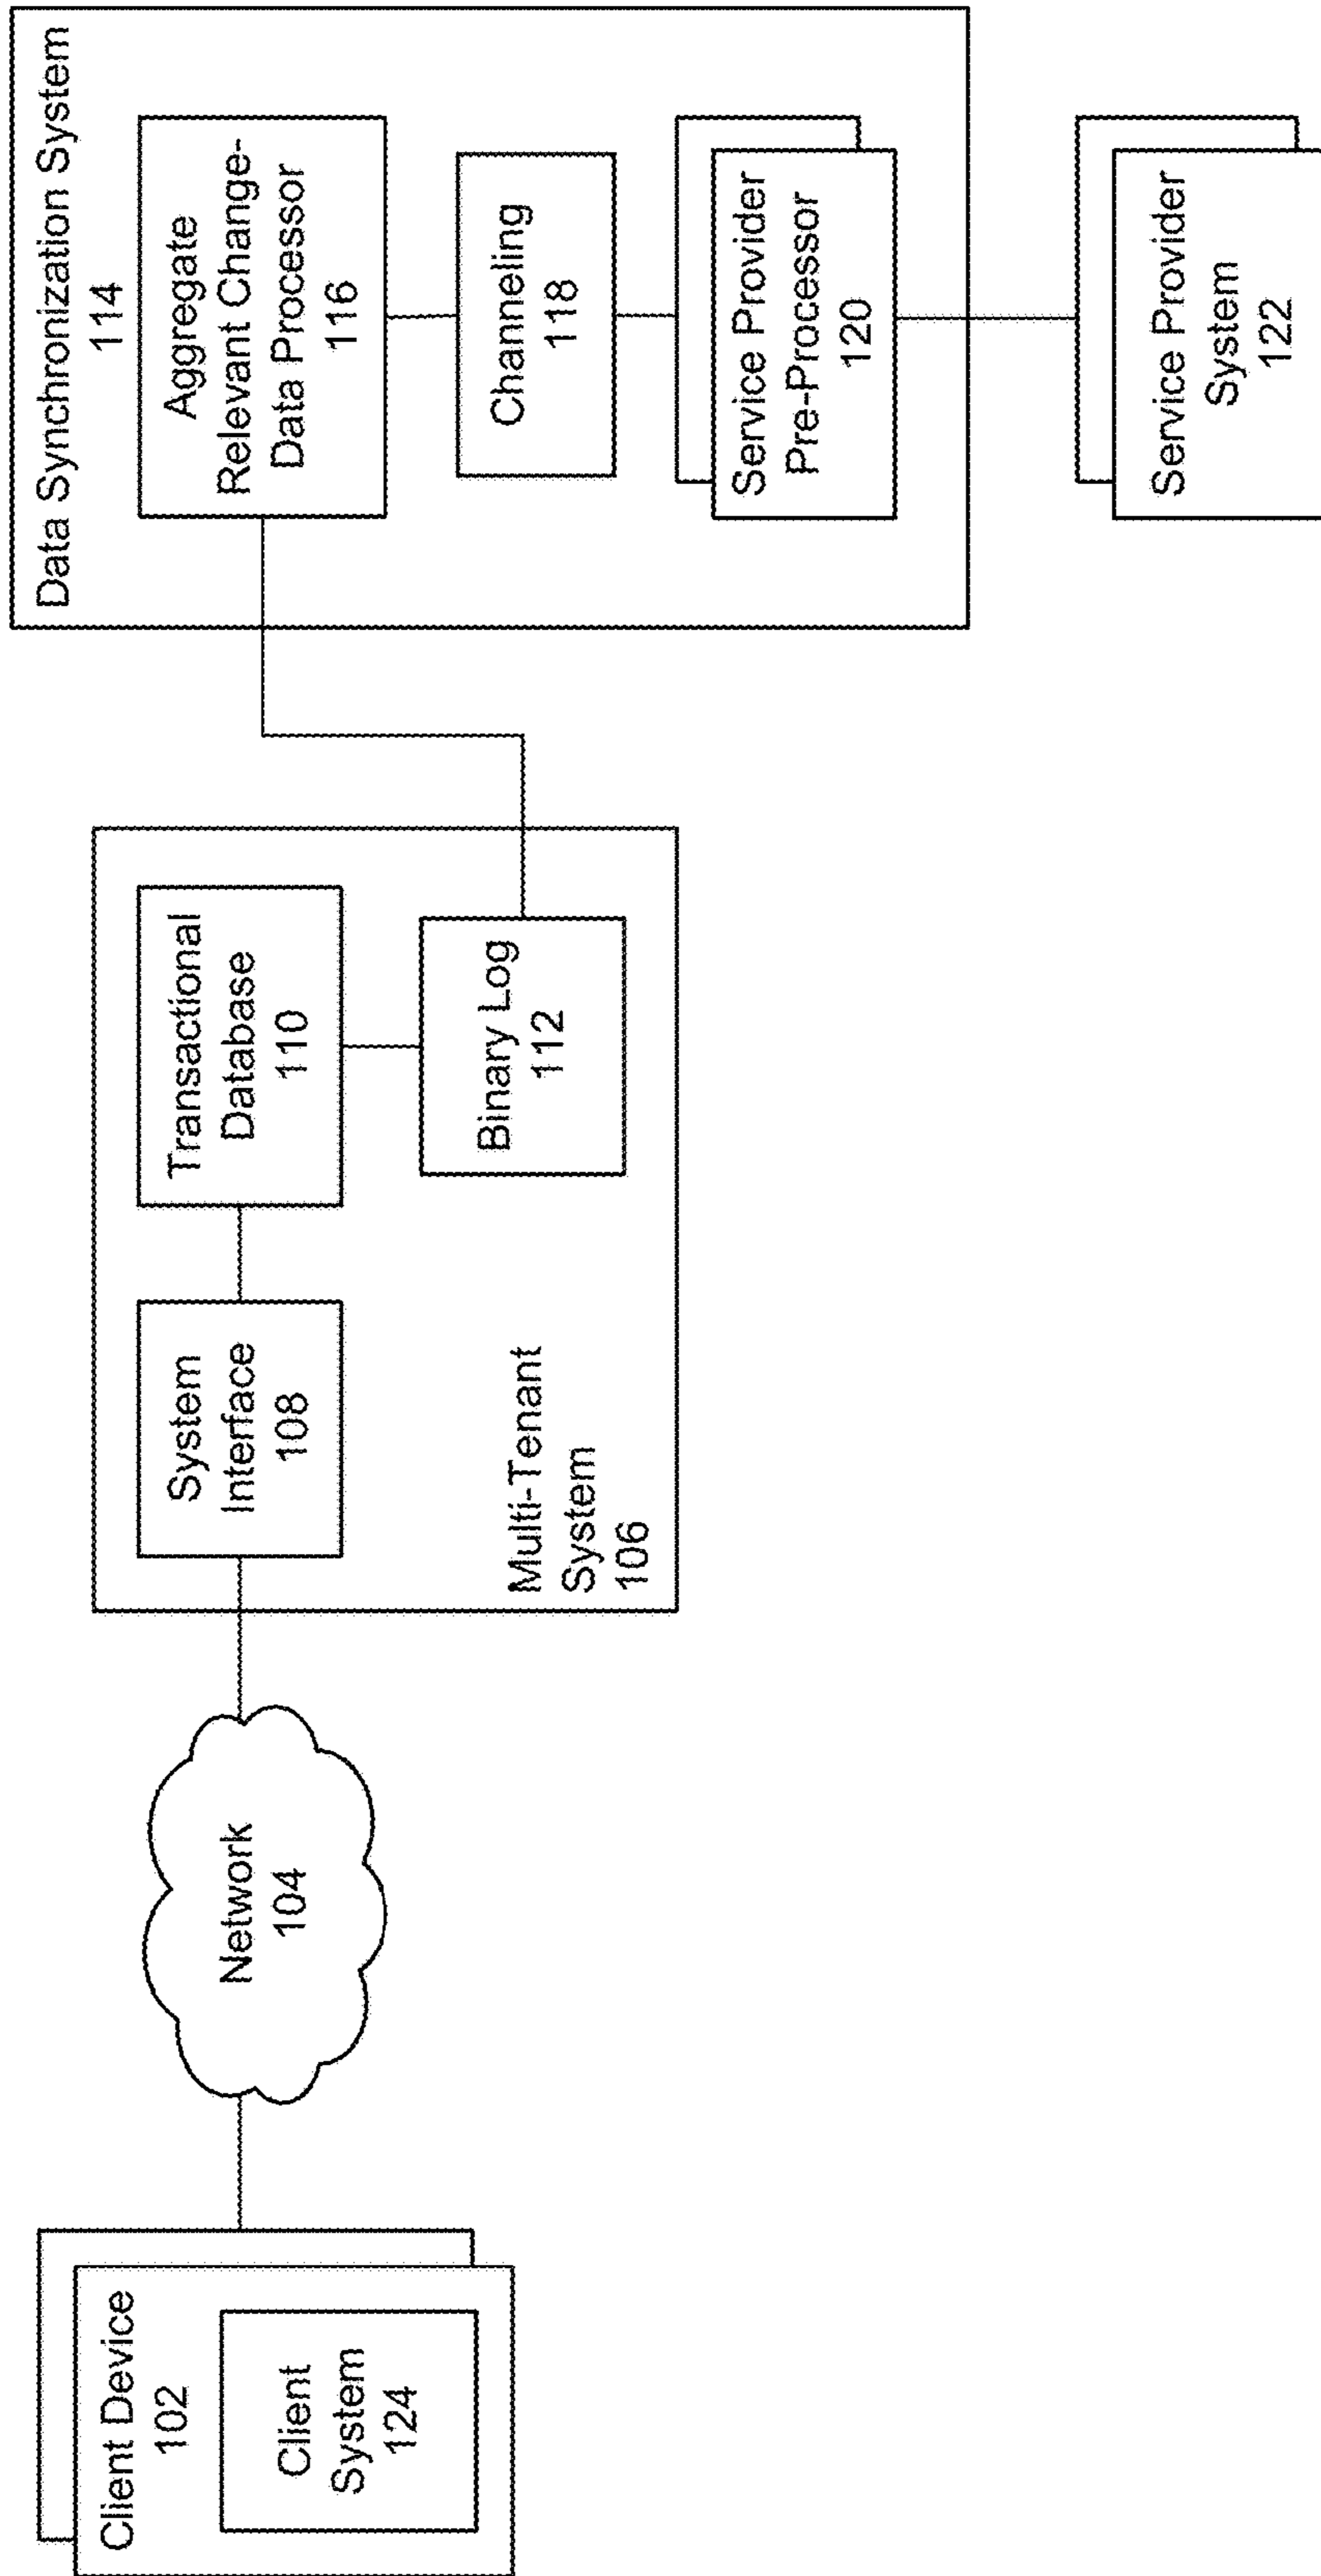 Client Device
102
Client
System
124
Network
104
System
Interface
108
Transactional
Database
110
Binary Log
112
Multi-Tenant
System
106
Data Synchronization System
114
Aggregate
Relevant Change-
Data Processor
116
Channeling
118
Service Provider
Pre-Processor
120
Service Provider
System
122